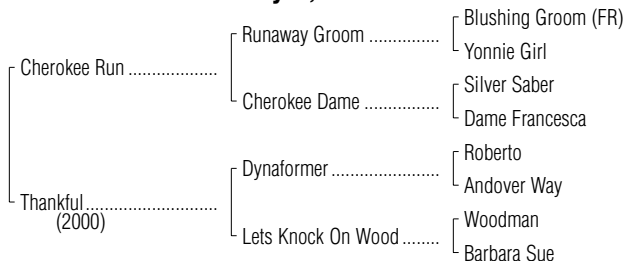 Blushing Groom (FR)
Runaway Groom ................
Yonnie Girl
Cherokee Run ....................
Silver Saber
Cherokee Dame .................
Dame Francesca
Roberto
Dynaformer ........................
Andover Way
Thankful.............................
(2000)
Woodman
Lets Knock On Wood ........
Barbara Sue